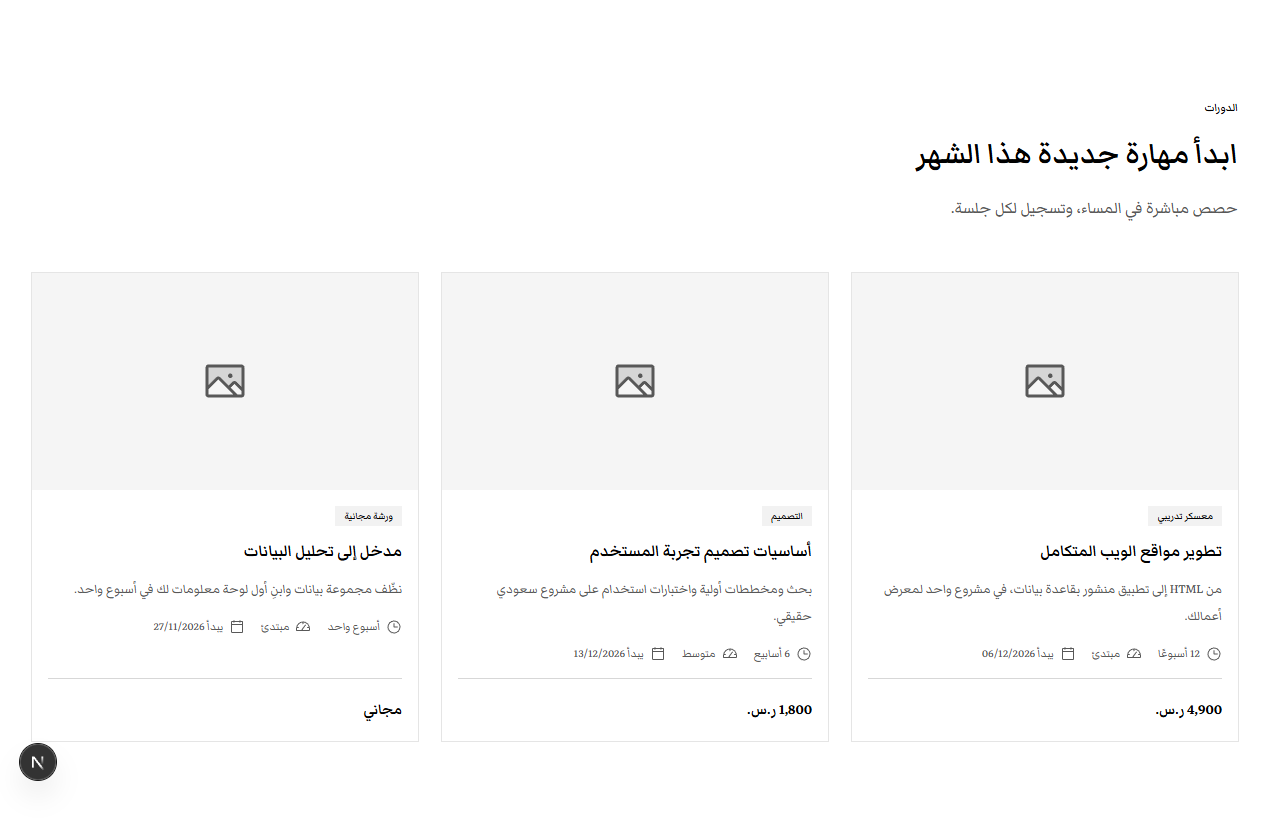 الدورات
ابدأ مهارة جديدة هذا الشهر
حصص مباشرة في المساء، وتسجيل لكل جلسة.
معسكر تدريبي
تطوير مواقع الويب المتكامل
من HTML إلى تطبيق منشور بقاعدة بيانات، في مشروع واحد لمعرض
أعمالك.
12 أسبوعًا مبتدئ يبدأ 06/12/2026
4,900 ر.س.
التصميم
أساسيات تصميم تجربة المستخدم
بحث ومخططات أولية واختبارات استخدام على مشروع سعودي
حقيقي.
6 أسابيع متوسط يبدأ 13/12/2026
1,800 ر.س.
ورشة مجانية
مدخل إلى تحليل البيانات
نظّف مجموعة بيانات وابنِ أول لوحة معلومات لك في أسبوع واحد.
أسبوع واحد مبتدئ يبدأ 27/11/2026
مجاني
N